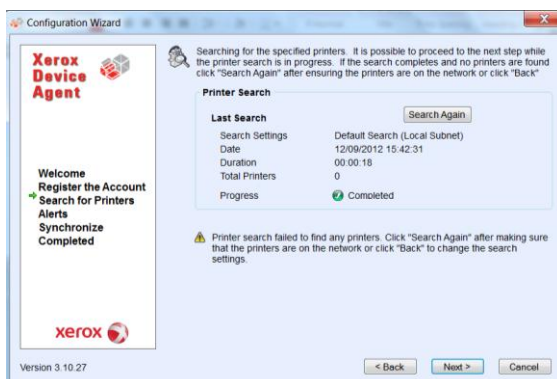 Configuration Wizard
Xerox
Device
Agent
Searching for the specified printers. It is possible to proceed to the next step while
the printer search is in progress. If the search completes and no printers are found
click "Search Again" after ensuring the printers are on the network or click "Back"
Printer Search
Last Search
Search Again
Search Settings Default Search (Local Subnet)
Date 12/09/2012 15:42:31
Duration 00:00:18
Total Printers 0
Progress Completed
Welcome
Register the Account
Search for Printers
Alerts
Synchronize
Completed
Printer search failed to find any printers. Click "Search Again" after making sure
that the printers are on the network or click "Back" to change the search
settings.
xerox
Version 3.10.27
< Back
Next >
Cancel